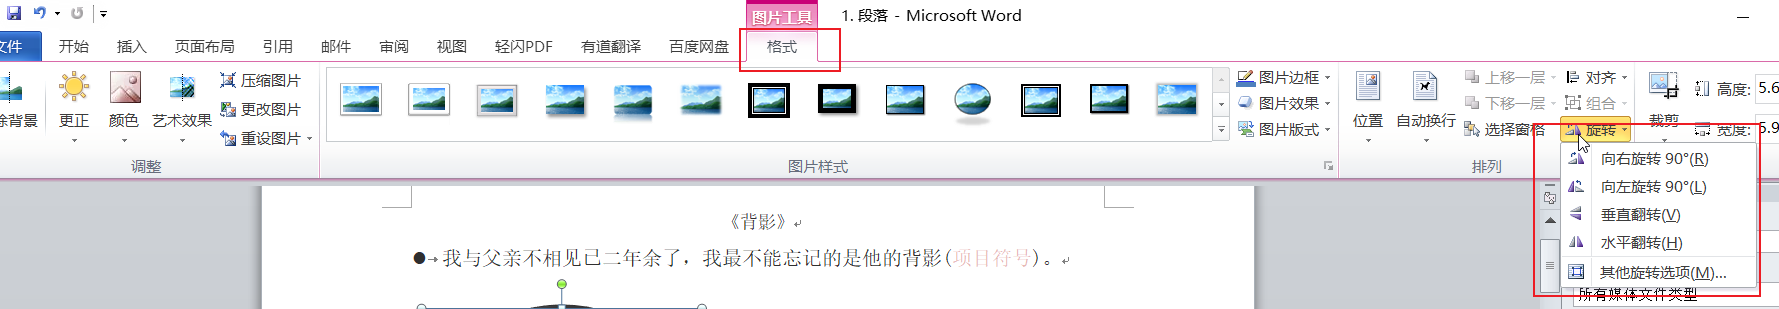 图片工具
1. 段落 - Microsoft Word
文件 开始 插入 页面布局 引用 邮件 审阅 视图 轻闪PDF 有道翻译 百度网盘 格式
压缩图片 图片边框 上移一层 对齐 高度: 5.6
更改图片 图片效果 下移一层 组合
除背景 更正 颜色 艺术效果 位置 自动换行 裁剪
重设图片 图片版式 选择窗格 旋转 宽度: 5.9
调整 图片样式 排列
向右旋转 90°(R)
向左旋转 90°(L)
垂直翻转(V)
水平翻转(H)
其他旋转选项(M)...
所有媒体文件类型
《背影》
●→我与父亲不相见已二年余了，我最不能忘记的是他的背影(项目符号)。